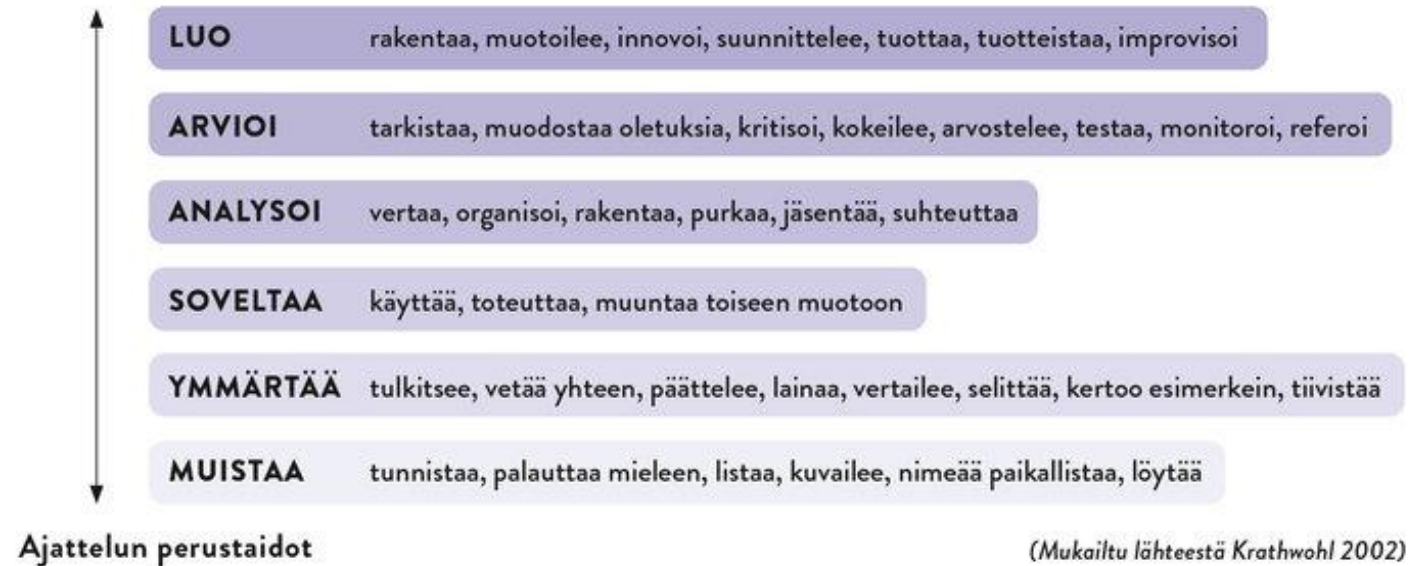 LUO rakentaa, muotoilee, innovoi, suunnittelee, tuottaa, tuotteistaa, improvisoi
ARVIOI tarkistaa, muodostaa oletuksia, kritisoi, kokeilee, arvostelee, testaa, monitoroi, referoi
ANALYSOI vertaa, organisoi, rakentaa, purkaa, jäsentää, suhteuttaa
SOVELTAA käyttää, toteuttaa, muuntaa toiseen muotoon
YMMÄRTÄÄ tulkitsee, vetää yhteen, päättelee, lainaa, vertailee, selittää, kertoo esimerkein, tiivistää
MUISTAA tunnistaa, palauttaa mieleen, listaa, kuvailee, nimeää paikallistaa, löytää
Ajattelun perustaidot (Mukailtu lähteestä Krathwohl 2002)